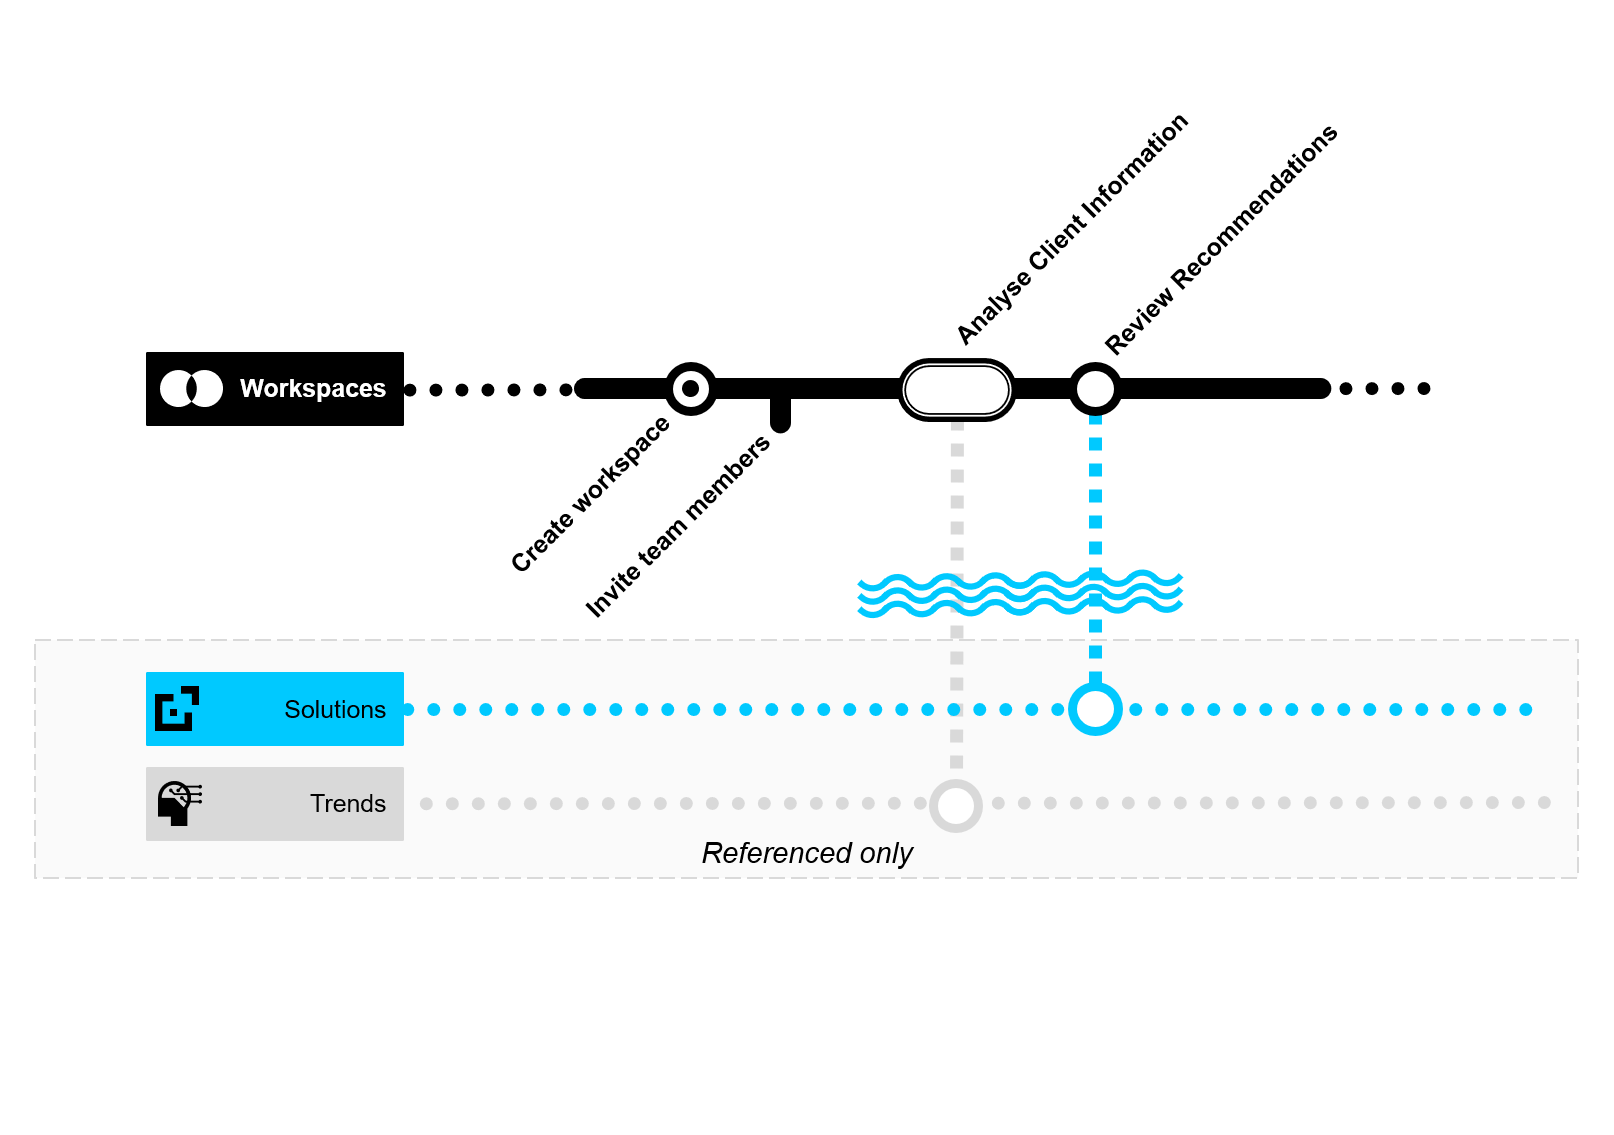 Analyse Client Information
Review Recommendations
Workspaces
Create workspace
Invite team members
Solutions
Trends
Referenced only